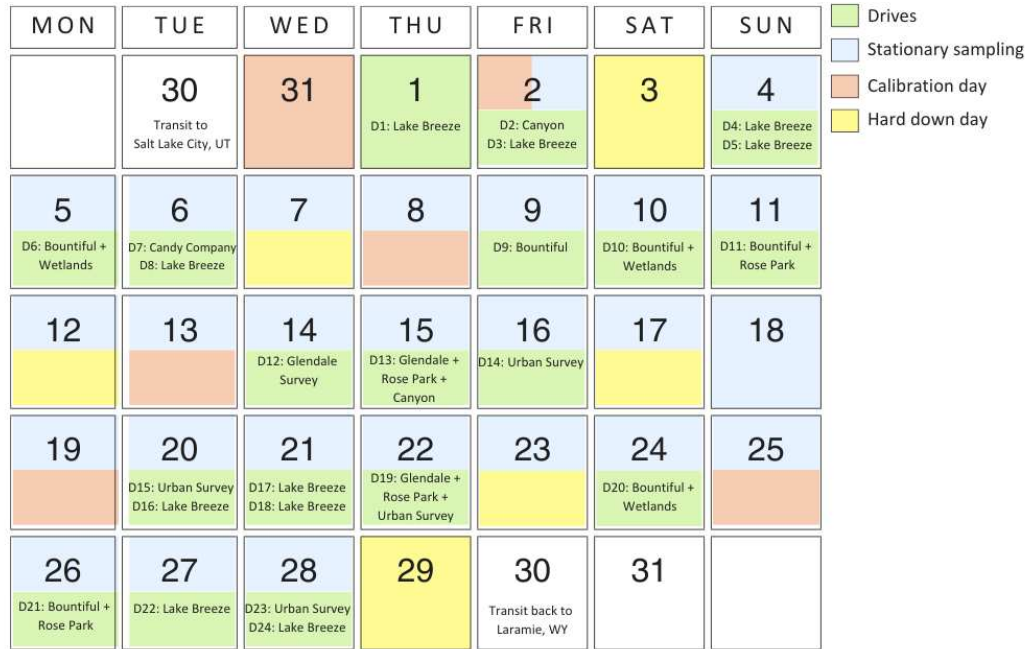 MON TUE WED THU FRI SAT SUN
Drives
Stationary sampling
Calibration day
Hard down day
30
Transit to
Salt Lake City, UT
31
1
D1: Lake Breeze
2
D2: Canyon
D3: Lake Breeze
3
4
D4: Lake Breeze
D5: Lake Breeze
5
D6: Bountiful +
Wetlands
6
D7: Candy Company
D8: Lake Breeze
7
8
9
D9: Bountiful
10
D10: Bountiful +
Wetlands
11
D11: Bountiful +
Rose Park
12
13
14
D12: Glendale
Survey
15
D13: Glendale +
Rose Park +
Canyon
16
D14: Urban Survey
17
18
19
20
D15: Urban Survey
D16: Lake Breeze
21
D17: Lake Breeze
D18: Lake Breeze
22
D19: Glendale +
Rose Park +
Urban Survey
23
24
D20: Bountiful +
Wetlands
25
26
D21: Bountiful +
Rose Park
27
D22: Lake Breeze
28
D23: Urban Survey
D24: Lake Breeze
29
30
Transit back to
Laramie, WY
31